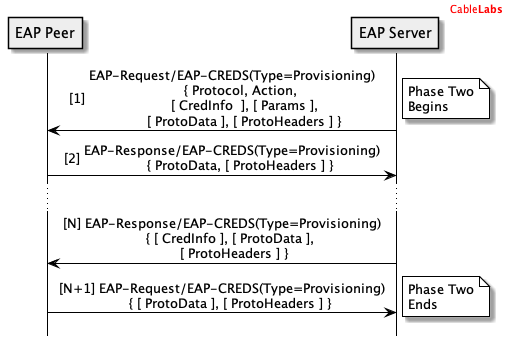 CableLabs
EAP Peer
EAP Server
[1]
EAP-Request/EAP-CREDS(Type=Provisioning)
{ Protocol, Action,
[ CredInfo  ], [ Params ],
[ ProtoData ], [ ProtoHeaders ] }
Phase Two
Begins
[2] EAP-Response/EAP-CREDS(Type=Provisioning)
{ ProtoData, [ ProtoHeaders ] }
[N] EAP-Response/EAP-CREDS(Type=Provisioning)
{ [ CredInfo ], [ ProtoData ],
[ ProtoHeaders ] }
[N+1] EAP-Request/EAP-CREDS(Type=Provisioning)
{ [ ProtoData ], [ ProtoHeaders ] }
Phase Two
Ends